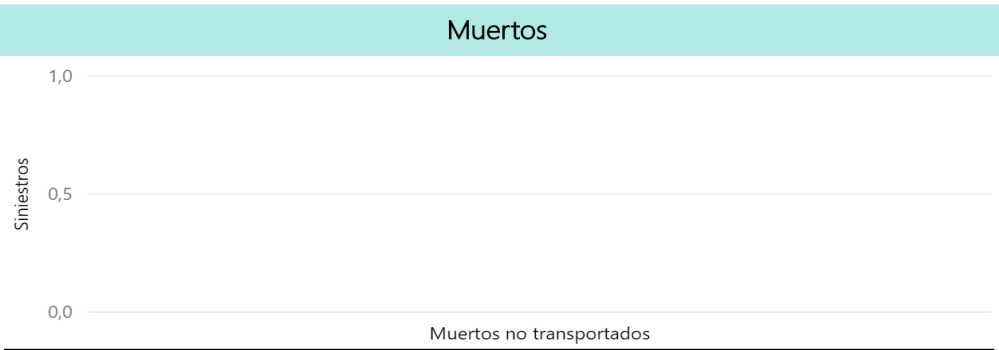 Muertos
1,0
Siniestros
0,5
0,0
Muertos no transportados